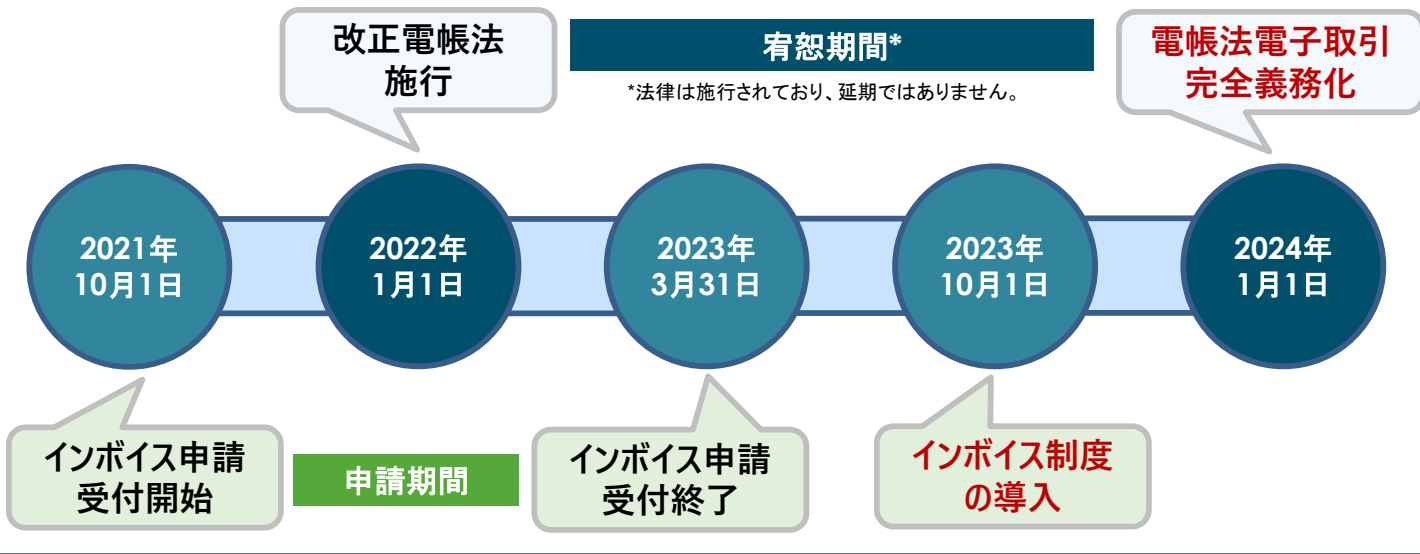 改正電帳法
施行
宥恕期間*
*法律は施行されており、延期ではありません。
電帳法電子取引
完全義務化
2021年
10月1日
2022年
1月1日
2023年
3月31日
2023年
10月1日
2024年
1月1日
インボイス申請
受付開始
申請期間
インボイス申請
受付終了
インボイス制度
の導入